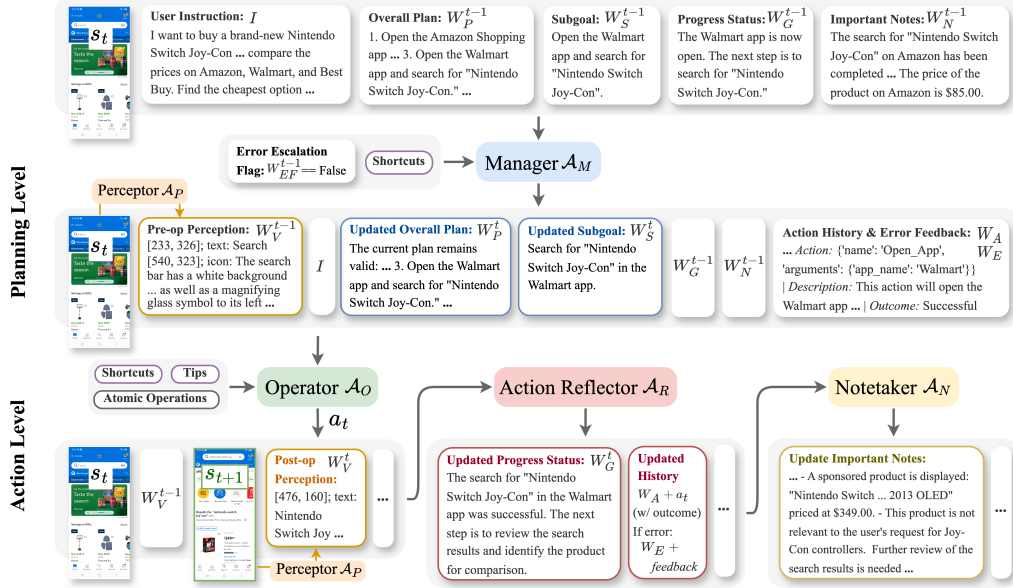 User Instruction: I
I want to buy a brand-new Nintendo
Switch Joy-Con ... compare the
prices on Amazon, Walmart, and Best
Buy. Find the cheapest option ...
Overall Plan: W_P^{t-1}
1. Open the Amazon Shopping
app ... 3. Open the Walmart
app and search for "Nintendo
Switch Joy-Con." ...
Subgoal: W_S^{t-1}
Open the Walmart
app and search for
"Nintendo Switch
Joy-Con".
Progress Status: W_G^{t-1}
The Walmart app is now
open. The next step is to
search for "Nintendo
Switch Joy-Con."
Important Notes: W_N^{t-1}
The search for "Nintendo Switch
Joy-Con" on Amazon has been
completed ... The price of the
product on Amazon is $85.00.
s_t
Planning Level
Error Escalation
Flag: W_{EF}^{t-1} == False
Shortcuts
Manager A_M
Perceptor A_P
s_t
Pre-op Perception: W_V^{t-1}
[233, 326]; text: Search
[540, 323]; icon: The search
bar has a white background
... as well as a magnifying
glass symbol to its left ...
I
Updated Overall Plan: W_P^t
The current plan remains
valid: ... 3. Open the Walmart
app and search for "Nintendo
Switch Joy-Con." ...
Updated Subgoal: W_S^t
Search for "Nintendo
Switch Joy-Con" in the
Walmart app.
W_G^{t-1}
W_N^{t-1}
Action History & Error Feedback: W_A
W_E
... Action: {'name': 'Open_App',
'arguments': {'app_name': 'Walmart'}}
| Description: This action will open the
Walmart app ... | Outcome: Successful
Action Level
Shortcuts
Tips
Atomic Operations
Operator A_O
a_t
Action Reflector A_R
Notetaker A_N
s_t
W_V^{t-1}
s_{t+1}
Post-op W_V^t
Perception:
[476, 160]; text:
Nintendo
Switch Joy ...
...
Perceptor A_P
Updated Progress Status: W_G^t
The search for "Nintendo
Switch Joy-Con" in the Walmart
app was successful. The next
step is to review the search
results and identify the product
for comparison.
Updated
History
W_A + a_t
(w/ outcome)
If error:
W_E +
feedback
...
Update Important Notes:
... - A sponsored product is displayed:
"Nintendo Switch ... 2013 OLED"
priced at $349.00. - This product is not
relevant to the user's request for Joy-
Con controllers. Further review of the
search results is needed ...
...